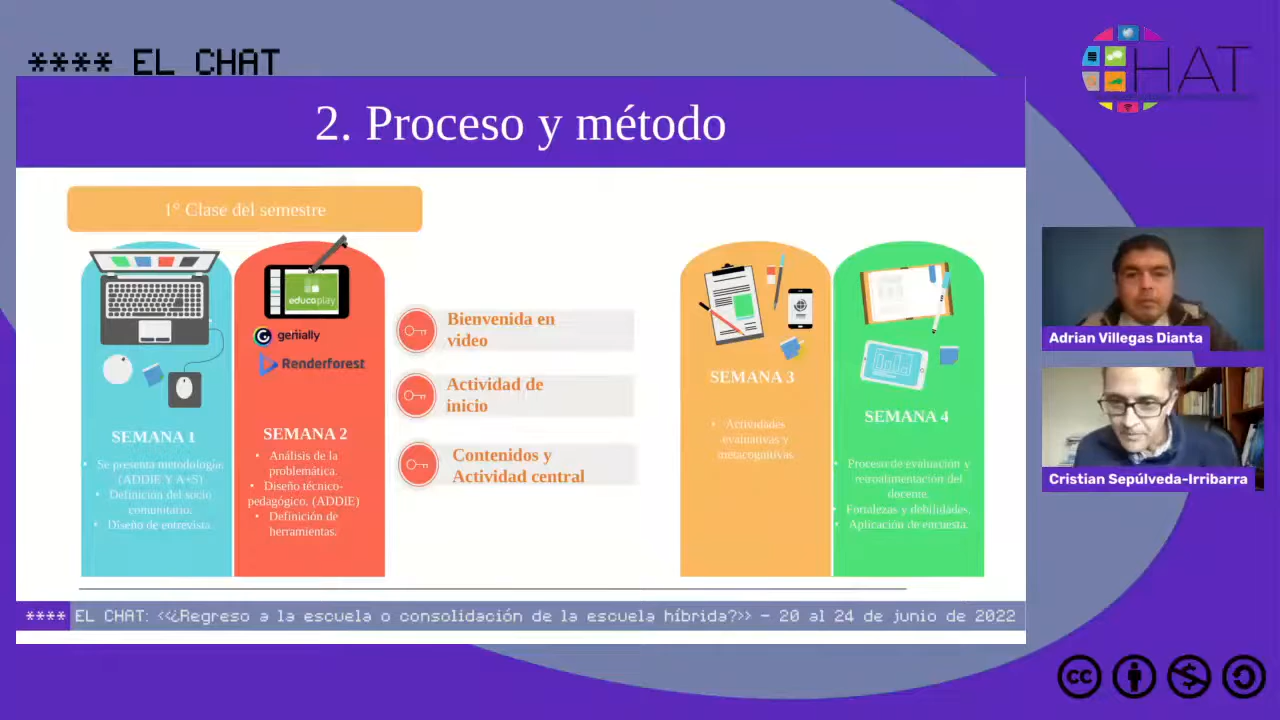 **** EL CHAT
HAT
2. Proceso y método
1° Clase del semestre
educaplay
genially
Renderforest
SEMANA 1
• Se presenta metodología.
(ADDIE Y A+S)
• Definición del socio
comunitario.
• Diseño de entrevista.
SEMANA 2
• Análisis de la
problemática.
• Diseño técnico-
pedagógico. (ADDIE)
• Definición de
herramientas.
Bienvenida en
video
Actividad de
inicio
Contenidos y
Actividad central
SEMANA 3
• Actividades
evaluativas y
metacognitivas.
SEMANA 4
• Proceso de evaluación y
retroalimentación del
docente.
• Fortalezas y debilidades.
• Aplicación de encuesta.
Adrian Villegas Dianta
Cristian Sepúlveda-Irribarra
**** EL CHAT: <<¿Regreso a la escuela o consolidación de la escuela híbrida?>> - 20 al 24 de junio de 2022
cc